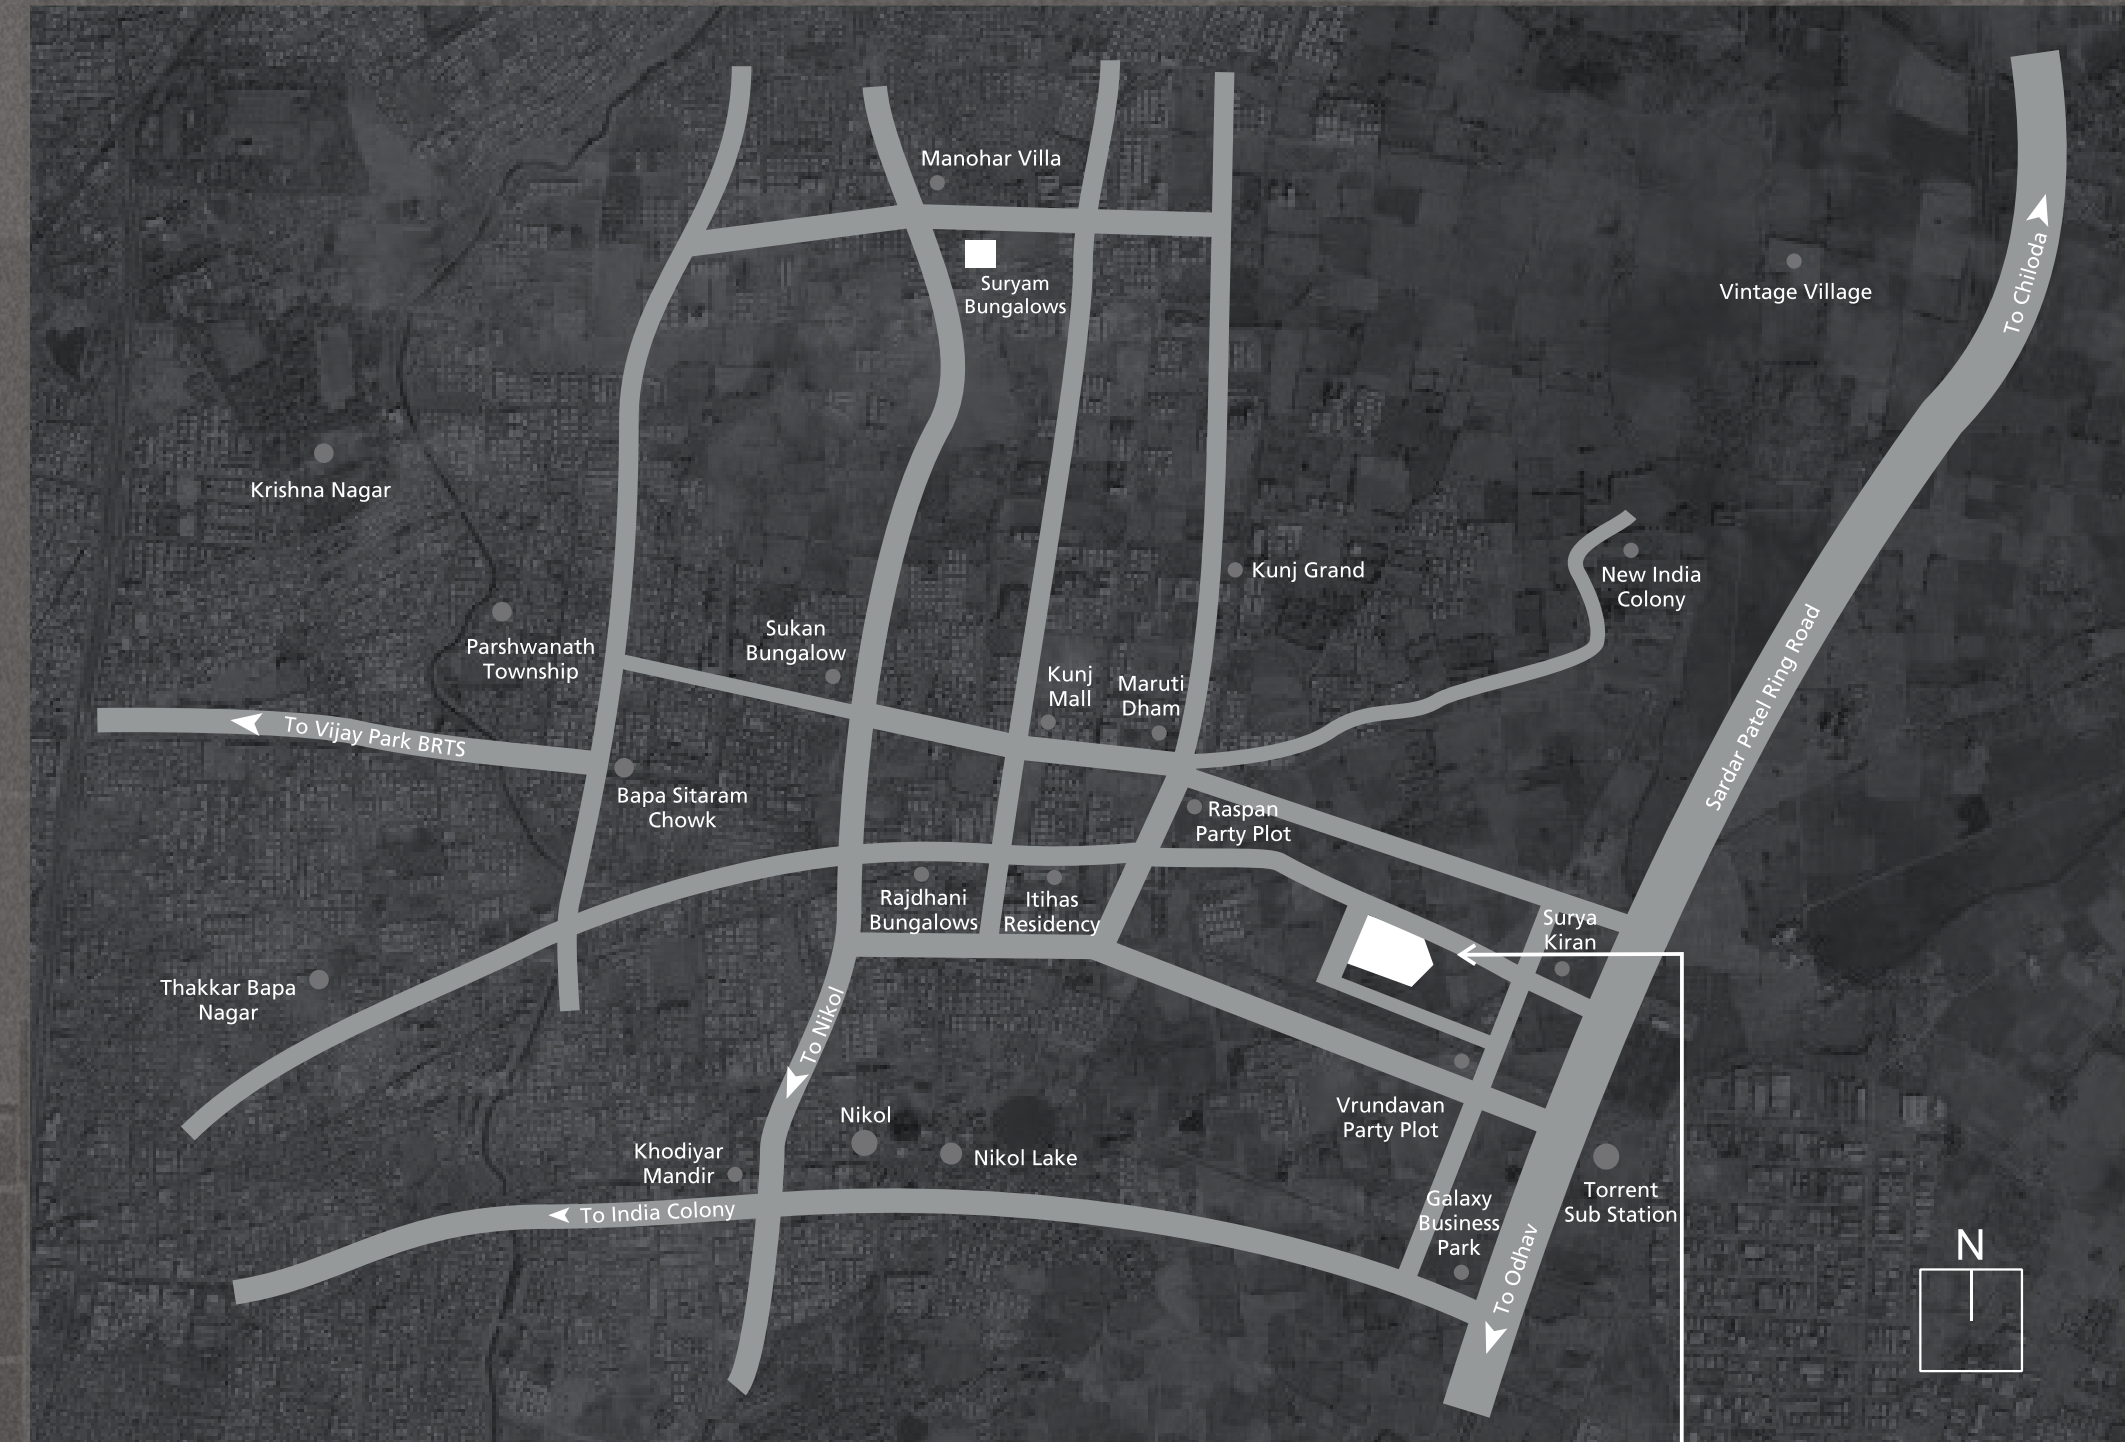 Manohar Villa
Suryam
Bungalows
Vintage Village
To Chiloda
Krishna Nagar
Kunj Grand
New India
Colony
Sukan
Bungalow
Parshwanath
Township
Kunj
Mall
Maruti
Dham
Sardar Patel Ring Road
To Vijay Park BRTS
Bapa Sitaram
Chowk
Raspan
Party Plot
Rajdhani
Bungalows
Itihas
Residency
Surya
Kiran
Thakkar Bapa
Nagar
To Nikol
Nikol
Vrundavan
Party Plot
Khodiyar
Mandir
Nikol Lake
To India Colony
Galaxy
Business
Park
Torrent
Sub Station
To Odhav
N